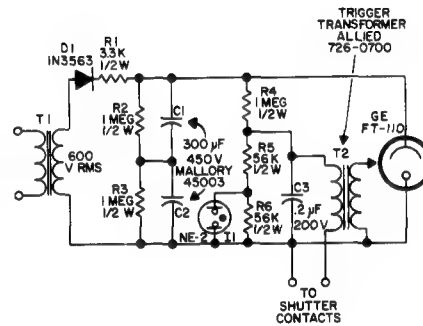 TRIGGER
TRANSFORMER
ALLIED
726-0700
D1
IN3563
R1
3.3K
1/2W
R4
1 MEG
1/2 W
GE
FT-110
R2
1 MEG
1/2 W
C1
T1
600
V RMS
300 µF
450 V
MALLORY
45003
R5
56K
1/2W
T2
R3
1 MEG
1/2 W
C2
R6
56K
1/2W
C3
.2 µF
200V
NE-2
I1
TO
SHUTTER
CONTACTS